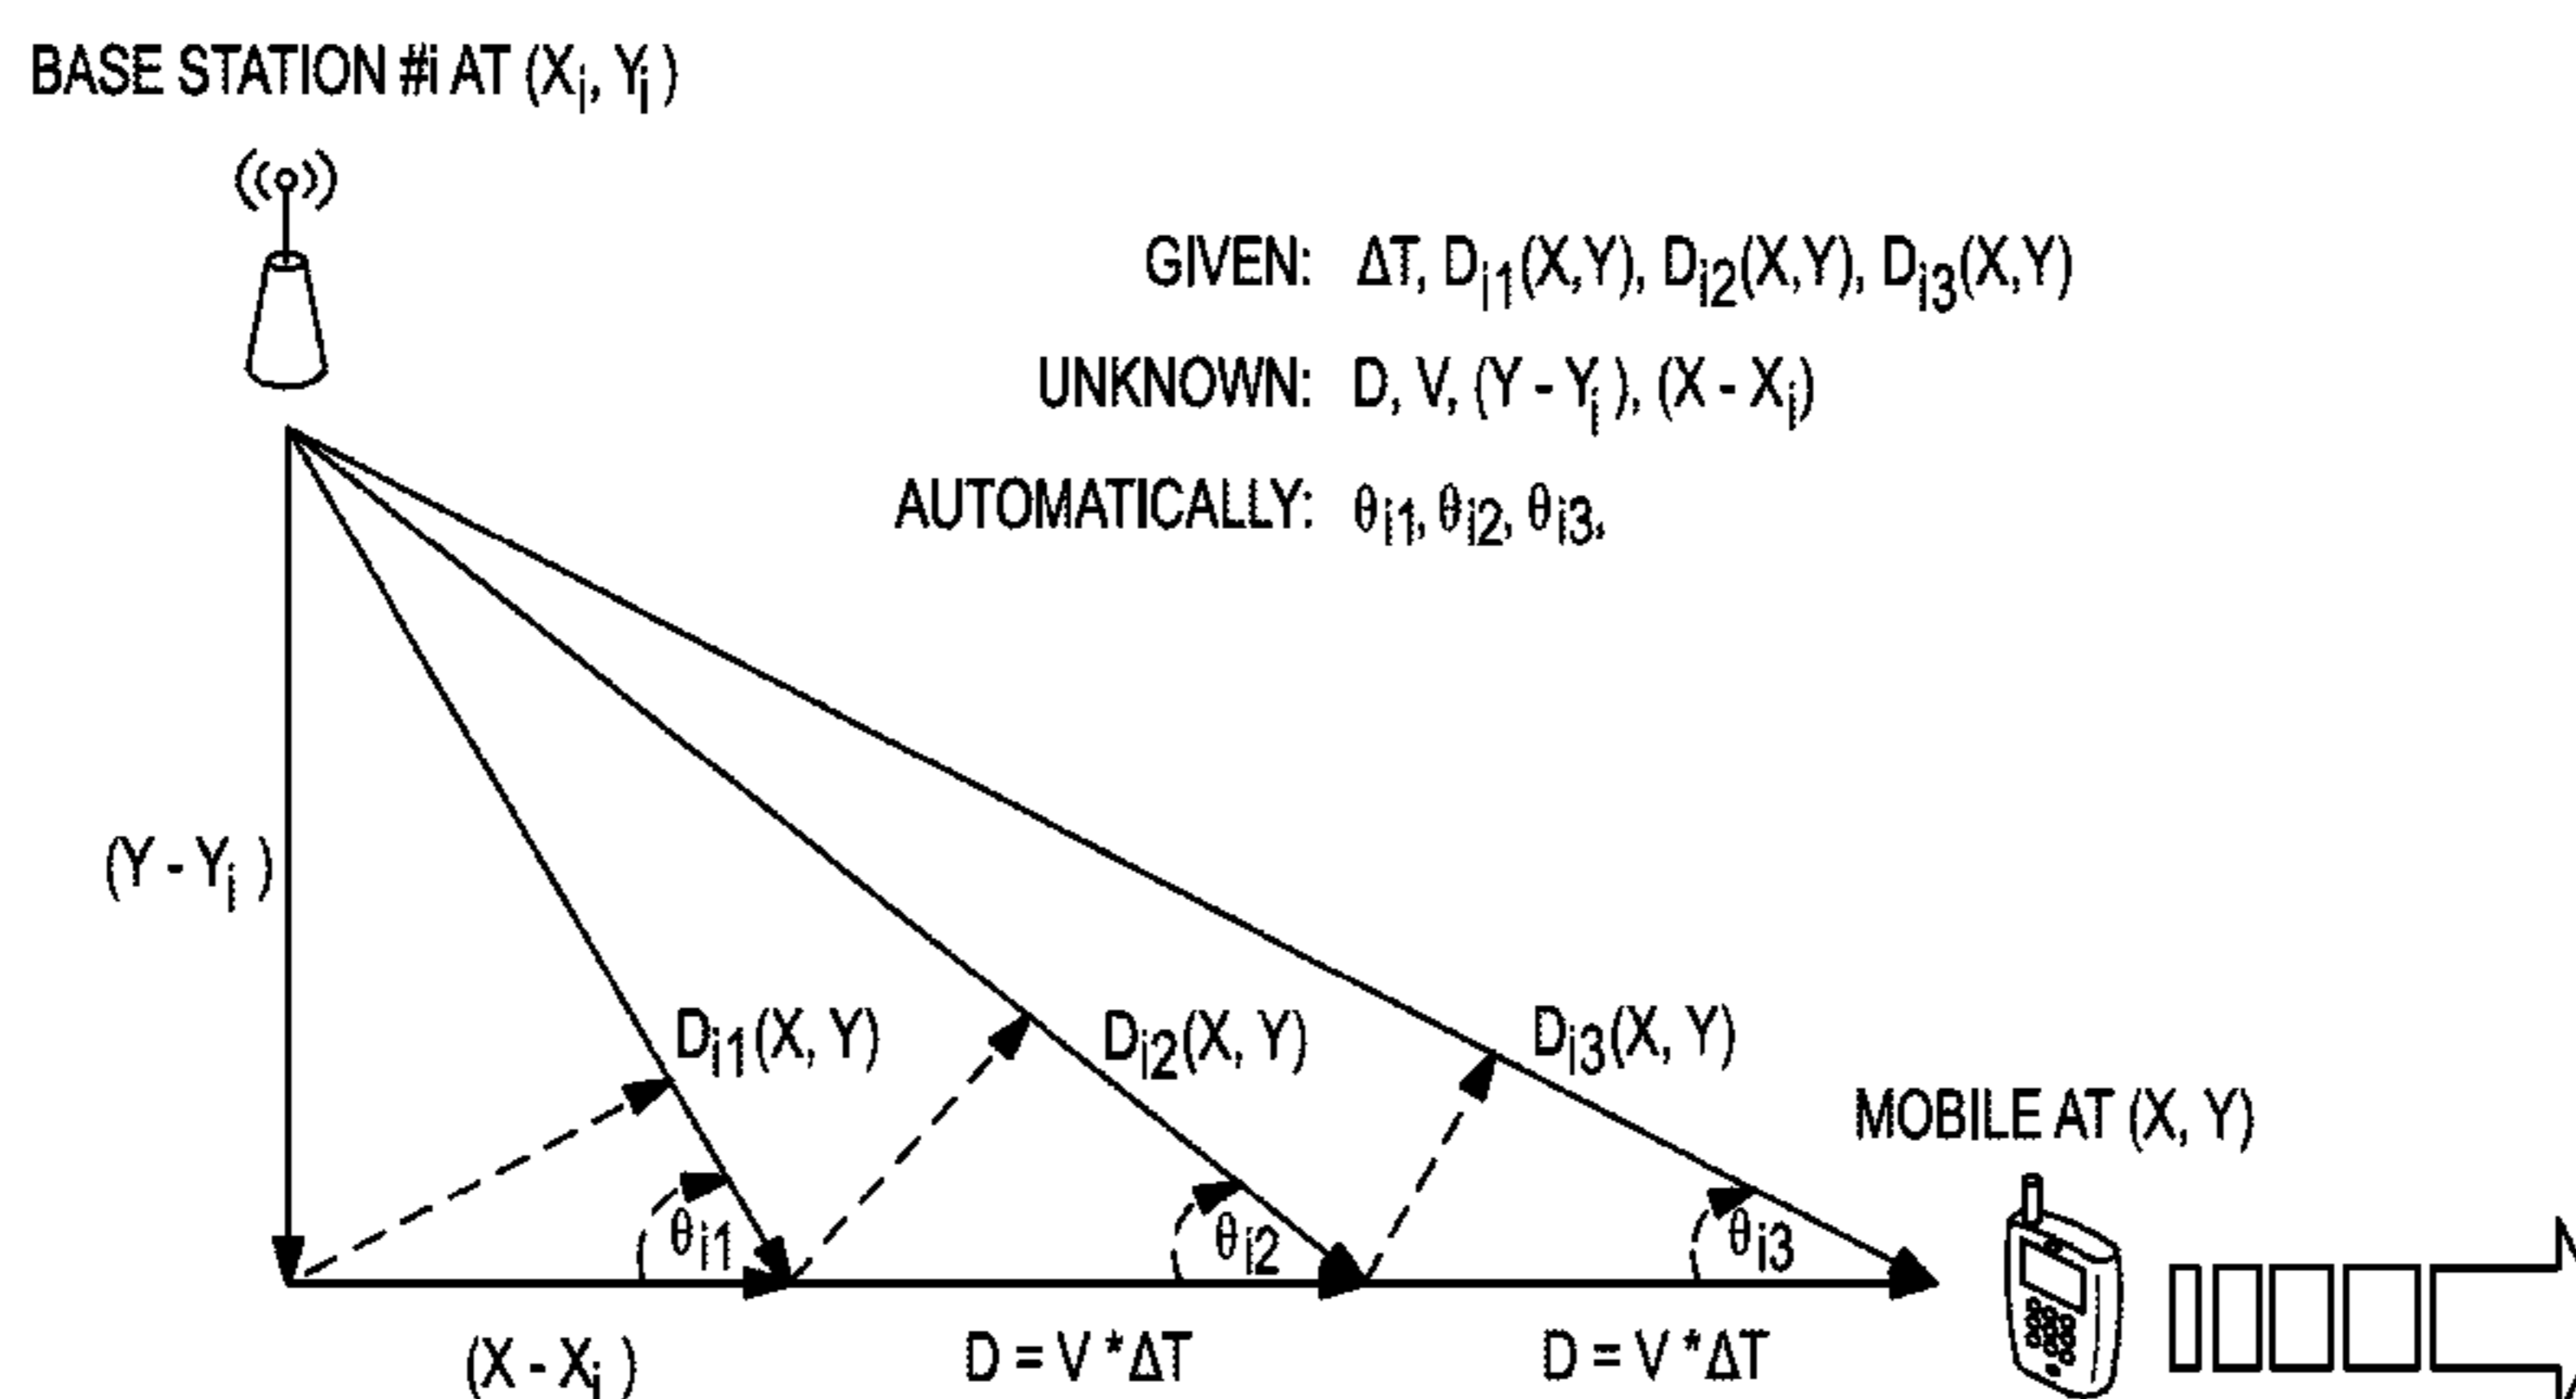 BASE STATION #i AT (Xi, Yi )
GIVEN: ΔT, Di1(X,Y), Di2(X,Y), Di3(X,Y)
UNKNOWN: D, V, (Y - Yi ), (X - Xi)
AUTOMATICALLY: θi1, θi2, θi3,
(Y - Yi )
Di1(X, Y)
Di2(X, Y)
Di3(X, Y)
MOBILE AT (X, Y)
θi1
θi2
θi3
(X - Xi )
D = V *ΔT
D = V *ΔT